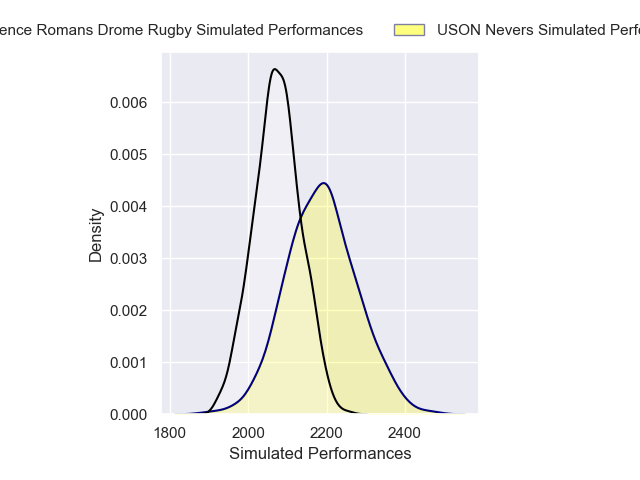 ence Romans Drome Rugby Simulated Performances
USON Nevers Simulated Perfo
0.006
0.005
0.004
0.003
0.002
0.001
0.000
Density
1800 2000 2200 2400
Simulated Performances